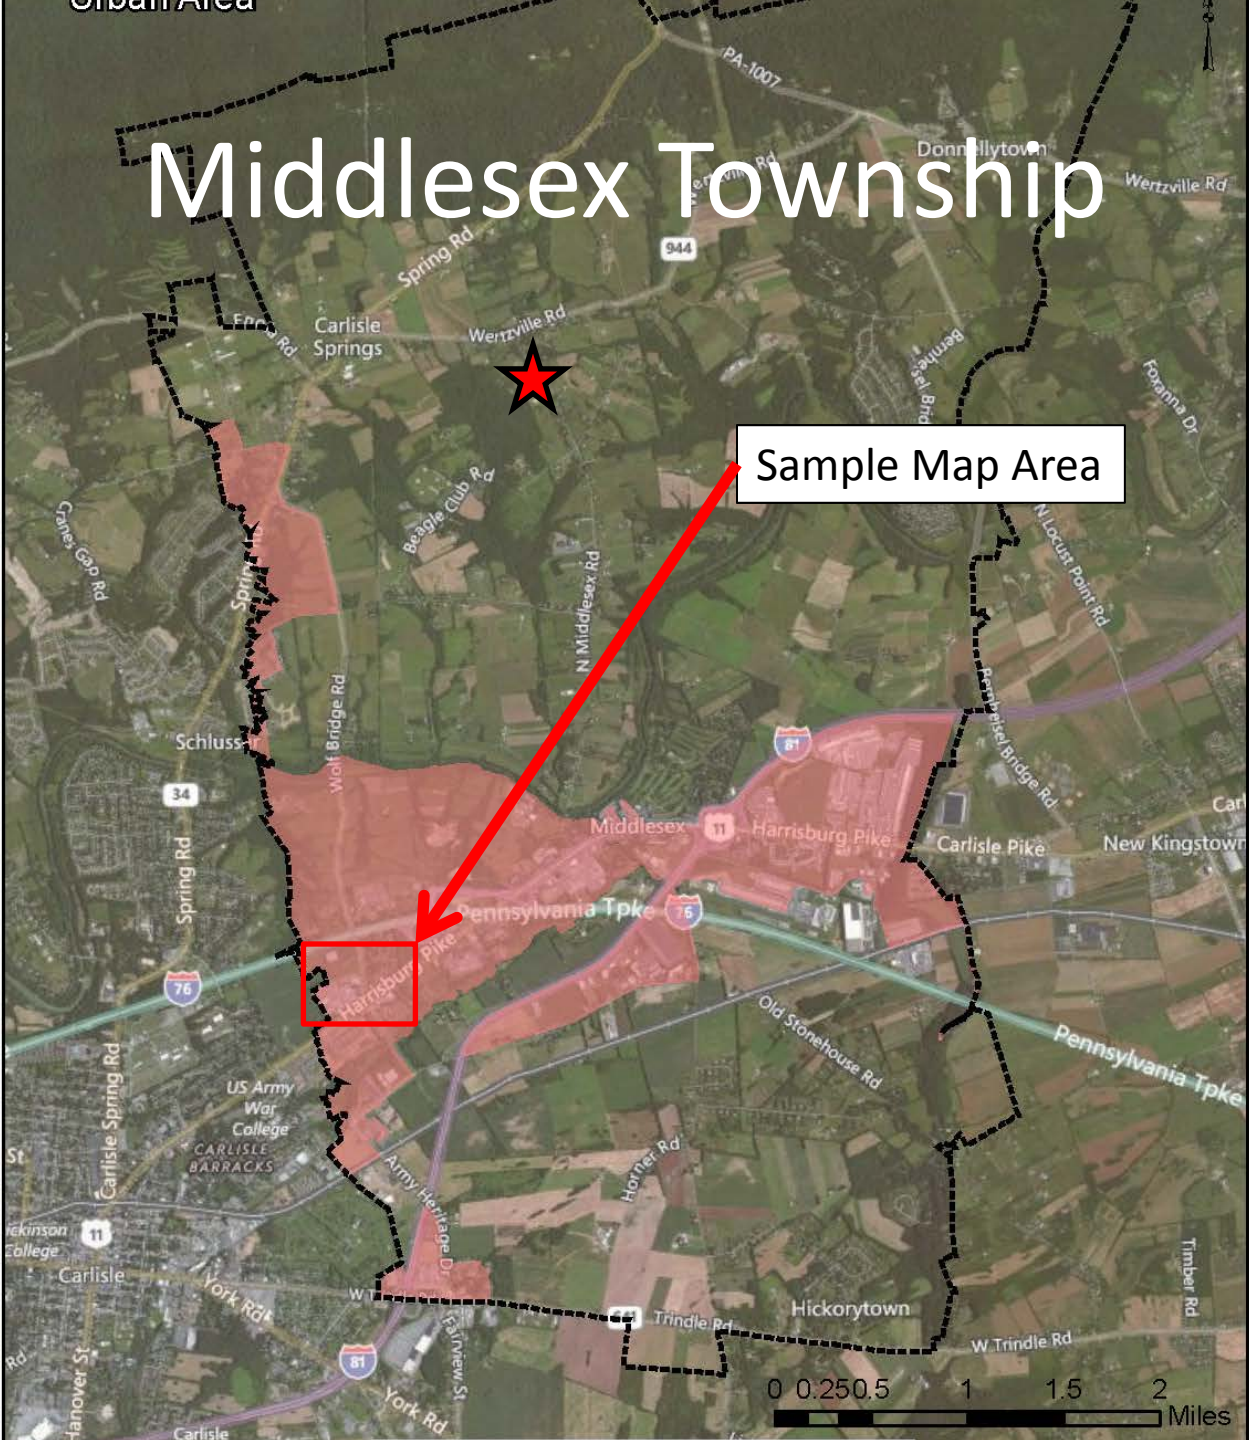 Urban Area
PA-1007
Middlesex Township
Donnellytown
Wertzville Rd
Wertzville Rd
944
Spring Rd
Enola Rd
Carlisle
Springs
Wertzville Rd
Foxanna Dr
Sample Map Area
Beagle Club Rd
Cranes Gap Rd
N Locust Point Rd
N Middlesex Rd
Wolf Bridge Rd
Bernheisel Bridge Rd
81
34
Middlesex
11
Harrisburg Pike
Carlisle Pike
New Kingstown
Spring Rd
Pennsylvania Tpke
76
76
Harrisburg Pike
Old Stonehouse Rd
Pennsylvania Tpke
Carlisle Spring Rd
US Army
War
College
CARLISLE
BARRACKS
St
Horner Rd
Army Heritage Dr
11
College
Carlisle
York Rd
Timber Rd
Hickorytown
Trindle Rd
W Trindle Rd
Fairview St
81
Rd
Hanover St
York Rd
Carlisle
0 0.25 0.5 1 1.5 2
Miles